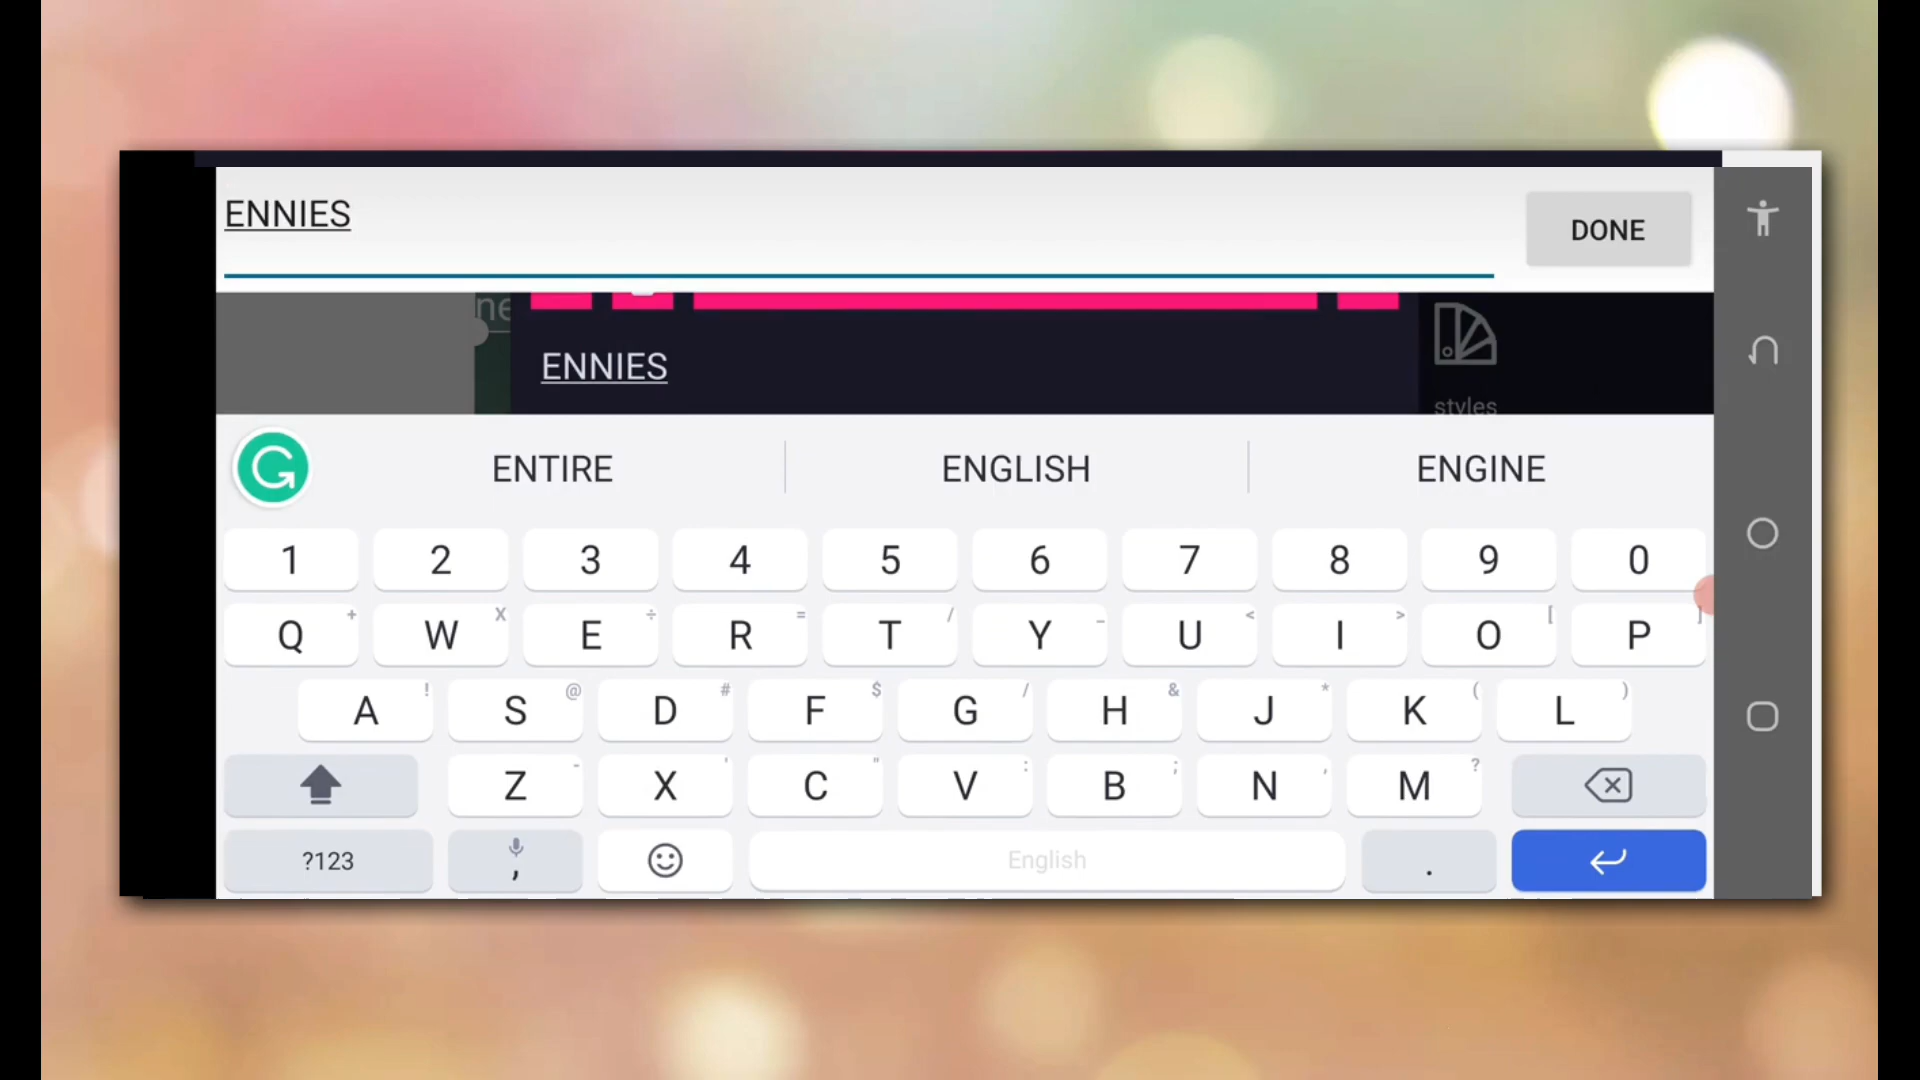 ENNIES
DONE
ne
ENNIES
styles
ENTIRE ENGLISH ENGINE
1 2 3 4 5 6 7 8 9 0
Q + W X E ÷ R = T / Y _ U < I > O [ P ]
A ! S @ D # F $ G / H & J * K ( L )
Z - X ' C " V : B ; N , M ?
?123 , English .